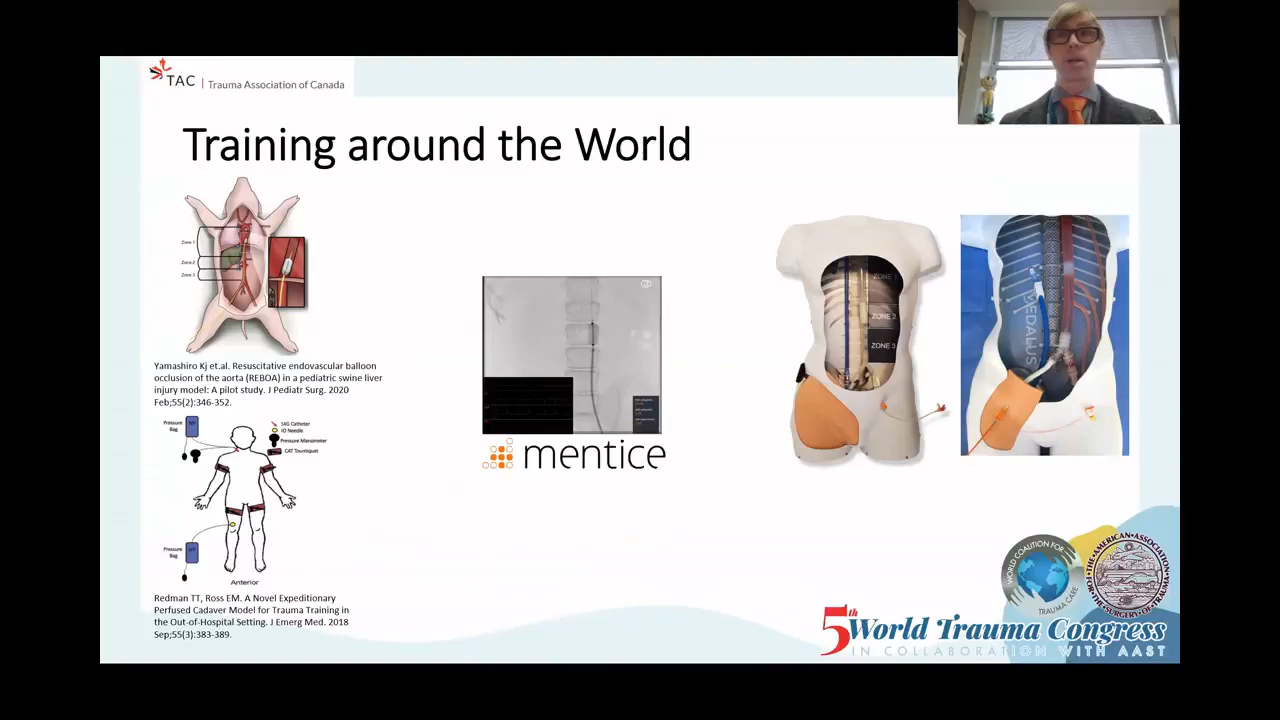 TAC | Trauma Association of Canada
Training around the World
Zone 1
Zone 2
Zone 3
Yamashiro Kj et.al. Resuscitative endovascular balloon
occlusion of the aorta (REBOA) in a pediatric swine liver
injury model: A pilot study. J Pediatr Surg. 2020
Feb;55(2):346-352.
Pressure
Bag
14G Catheter
IO Needle
Pressure Manometer
CAT Tourniquet
Pressure
Bag
Anterior
Redman TT, Ross EM. A Novel Expeditionary
Perfused Cadaver Model for Trauma Training in
the Out-of-Hospital Setting. J Emerg Med. 2018
Sep;55(3):383-389.
mentice
ZONE 1
ZONE 2
ZONE 3
WORLD COALITION FOR
TRAUMA CARE
THE AMERICAN ASSOCIATION
FOR THE SURGERY OF TRAUMA
5th World Trauma Congress
IN COLLABORATION WITH AAST